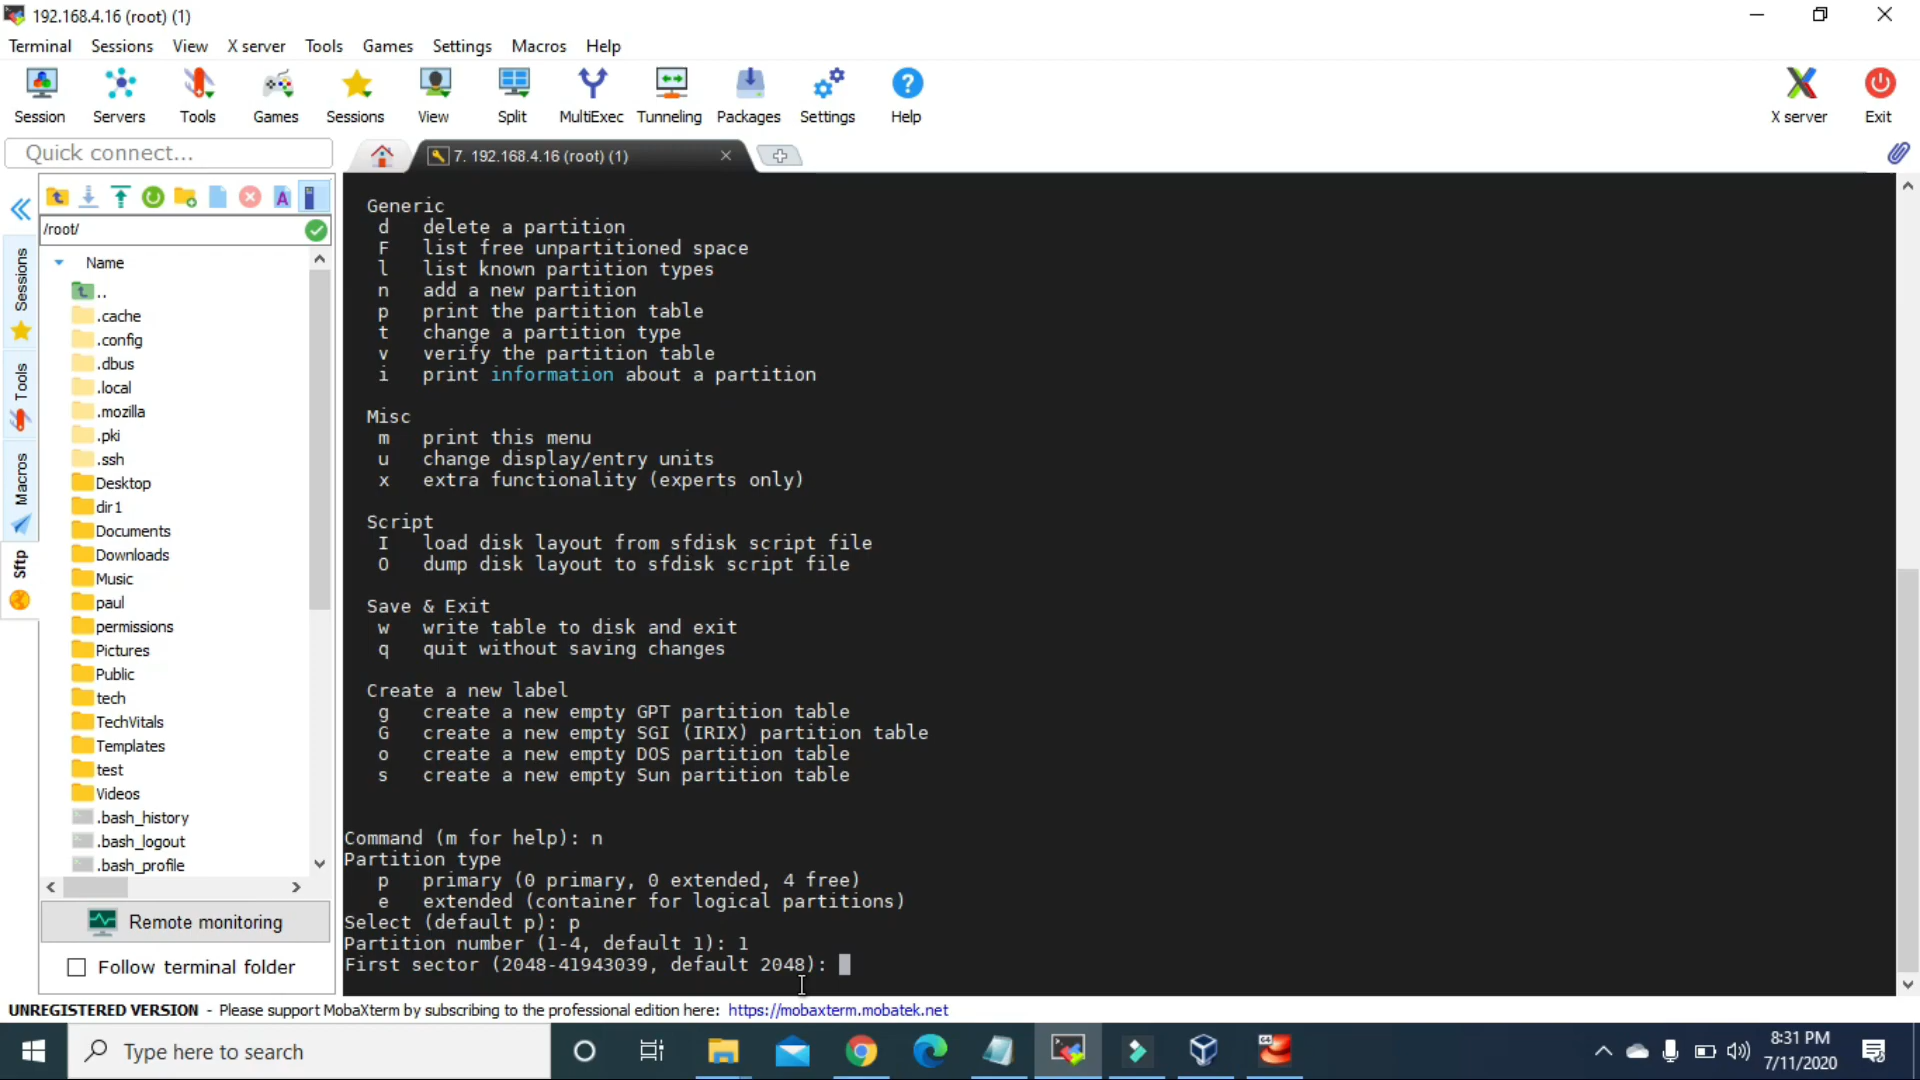 192.168.4.16 (root) (1)
Terminal Sessions View X server Tools Games Settings Macros Help
Session Servers Tools Games Sessions View Split MultiExec Tunneling Packages Settings Help X server Exit
Quick connect...
7. 192.168.4.16 (root) (1)
/root/
Name
..
.cache
.config
.dbus
.local
.mozilla
.pki
.ssh
Desktop
dir1
Documents
Downloads
Music
paul
permissions
Pictures
Public
tech
TechVitals
Templates
test
Videos
.bash_history
.bash_logout
.bash_profile
Sessions
Tools
Macros
Sftp
Remote monitoring
Follow terminal folder
Generic
d delete a partition
F list free unpartitioned space
l list known partition types
n add a new partition
p print the partition table
t change a partition type
v verify the partition table
i print information about a partition
Misc
m print this menu
u change display/entry units
x extra functionality (experts only)
Script
I load disk layout from sfdisk script file
O dump disk layout to sfdisk script file
Save & Exit
w write table to disk and exit
q quit without saving changes
Create a new label
g create a new empty GPT partition table
G create a new empty SGI (IRIX) partition table
o create a new empty DOS partition table
s create a new empty Sun partition table
Command (m for help): n
Partition type
p primary (0 primary, 0 extended, 4 free)
e extended (container for logical partitions)
Select (default p): p
Partition number (1-4, default 1): 1
First sector (2048-41943039, default 2048):
UNREGISTERED VERSION - Please support MobaXterm by subscribing to the professional edition here: https://mobaxterm.mobatek.net
Type here to search
64
8:31 PM
7/11/2020